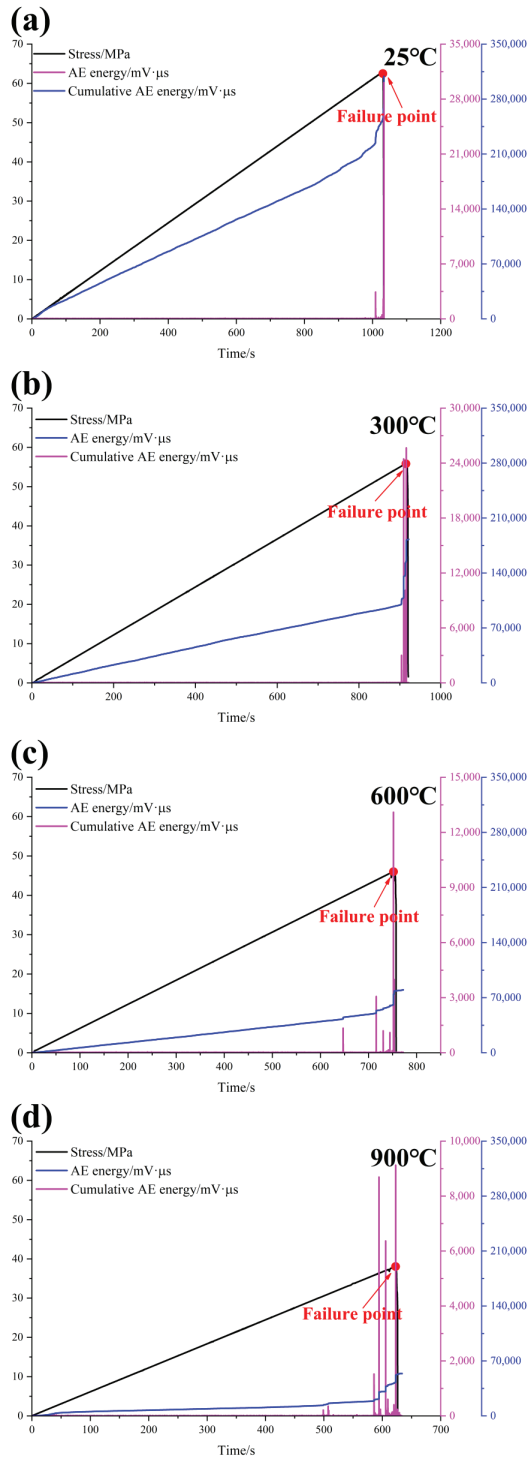 (a)
25°C
Stress/MPa
AE energy/mV·μs
Cumulative AE energy/mV·μs
Failure point
70
60
50
40
30
20
10
0
0 200 400 600 800 1000 1200
Time/s
35,000
28,000
21,000
14,000
7,000
0
350,000
280,000
210,000
140,000
70,000
0
(b)
300°C
Stress/MPa
AE energy/mV·μs
Cumulative AE energy/mV·μs
Failure point
70
60
50
40
30
20
10
0
0 200 400 600 800 1000
Time/s
30,000
24,000
18,000
12,000
6,000
0
350,000
280,000
210,000
140,000
70,000
0
(c)
600°C
Stress/MPa
AE energy/mV·μs
Cumulative AE energy/mV·μs
Failure point
70
60
50
40
30
20
10
0
0 100 200 300 400 500 600 700 800
Time/s
15,000
12,000
9,000
6,000
3,000
0
350,000
280,000
210,000
140,000
70,000
0
(d)
900°C
Stress/MPa
AE energy/mV·μs
Cumulative AE energy/mV·μs
Failure point
70
60
50
40
30
20
10
0
0 100 200 300 400 500 600 700
Time/s
10,000
8,000
6,000
4,000
2,000
0
350,000
280,000
210,000
140,000
70,000
0